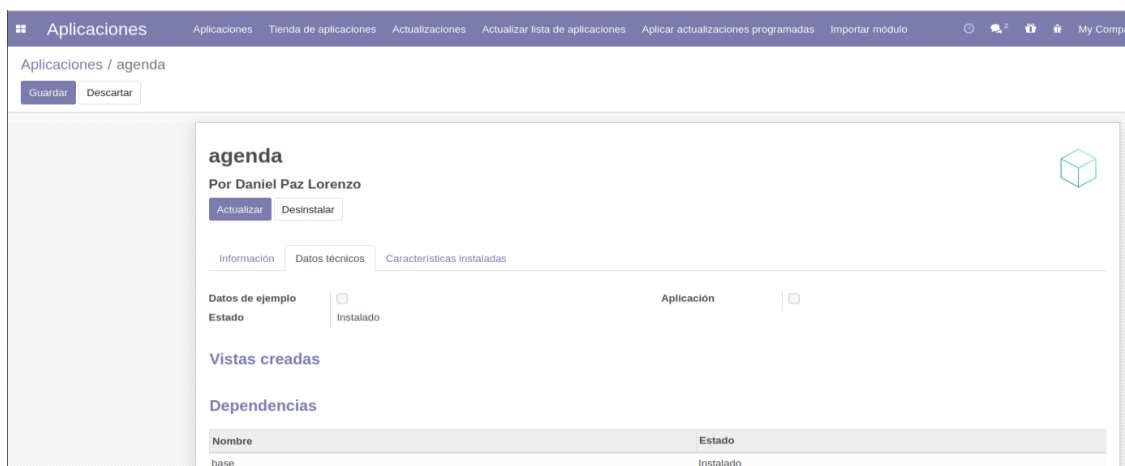 Aplicaciones Aplicaciones Tienda de aplicaciones Actualizaciones Actualizar lista de aplicaciones Aplicar actualizaciones programadas Importar módulo 2 My Comp
Aplicaciones / agenda
Guardar Descartar
agenda
Por Daniel Paz Lorenzo
Actualizar Desinstalar
Información Datos técnicos Características instaladas
Datos de ejemplo Aplicación
Estado Instalado
Vistas creadas
Dependencias
Nombre Estado
base Instalado